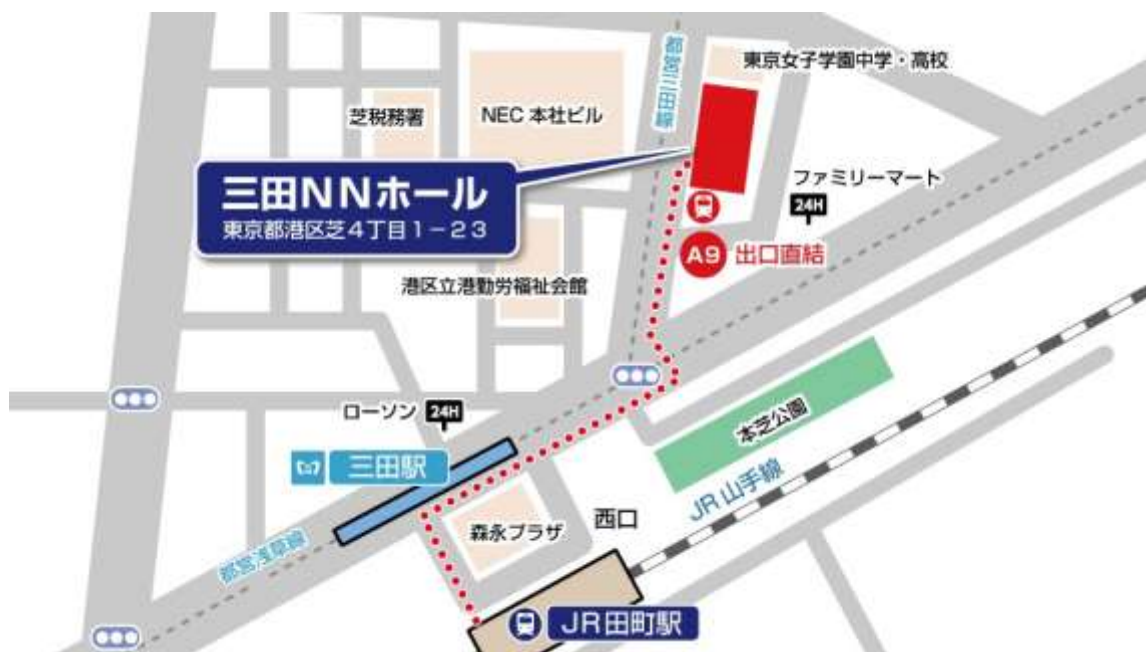 東京女子学園中学・高校
都営三田線
芝税務署
NEC 本社ビル
三田NNホール
東京都港区芝4丁目1-23
ファミリーマート
24H
A9 出口直結
港区立港勤労福祉会館
ローソン 24H
本芝公園
三田駅
JR 山手線
西口
森永プラザ
都営浅草線
JR田町駅